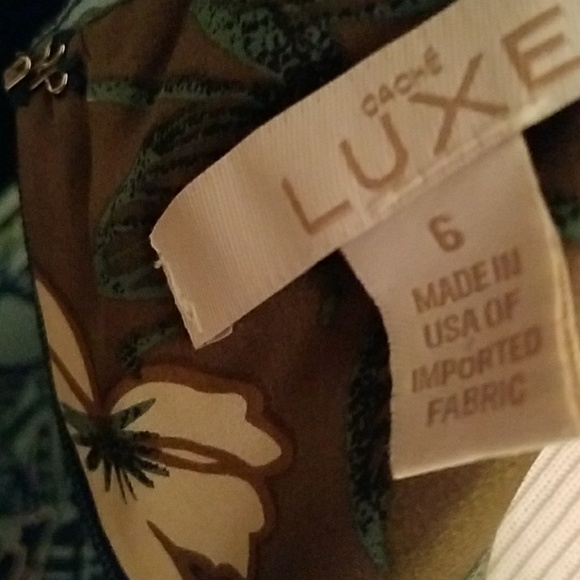 CACHÉ
LUXE
6
MADE IN
USA OF
IMPORTED
FABRIC